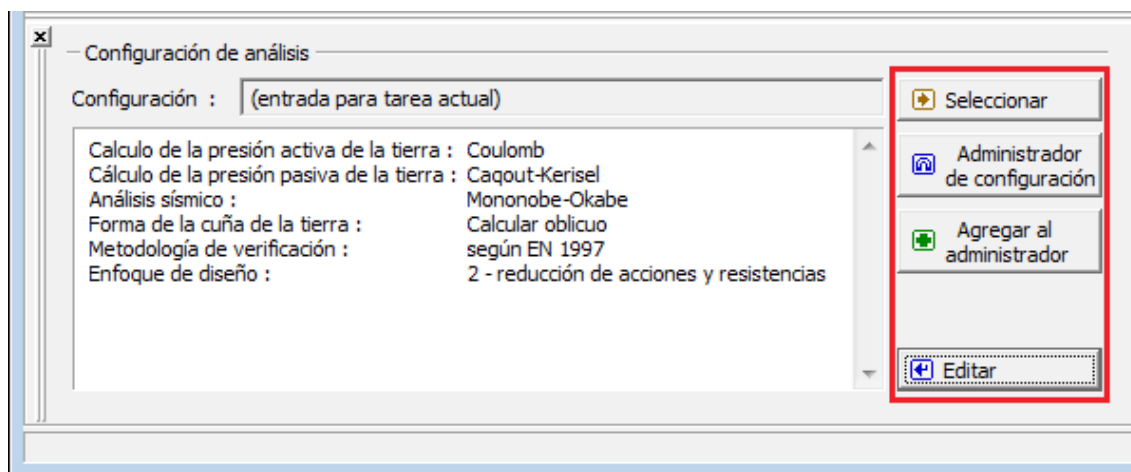 Configuración de análisis
Configuración : (entrada para tarea actual)
Seleccionar
Calculo de la presión activa de la tierra : Coulomb
Cálculo de la presión pasiva de la tierra : Caqout-Kerisel
Análisis sísmico : Mononobe-Okabe
Forma de la cuña de la tierra : Calcular oblicuo
Metodología de verificación : según EN 1997
Enfoque de diseño : 2 - reducción de acciones y resistencias
Administrador
de configuración
Agregar al
administrador
Editar